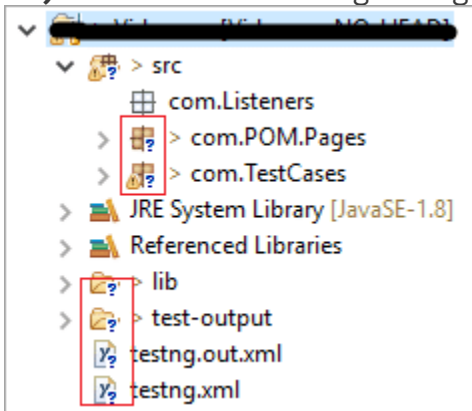 > src
com.Listeners
> com.POM.Pages
> com.TestCases
JRE System Library [JavaSE-1.8]
Referenced Libraries
> lib
> test-output
testng.out.xml
testng.xml